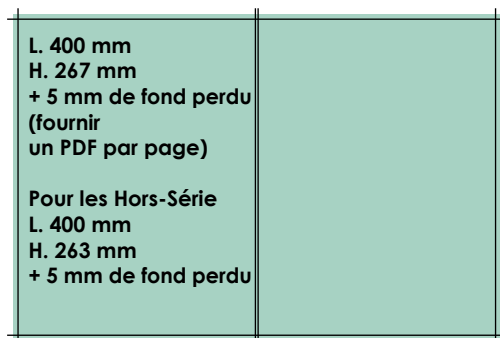 L. 400 mm
H. 267 mm
+ 5 mm de fond perdu
(fournir
un PDF par page)
Pour les Hors-Série
L. 400 mm
H. 263 mm
+ 5 mm de fond perdu